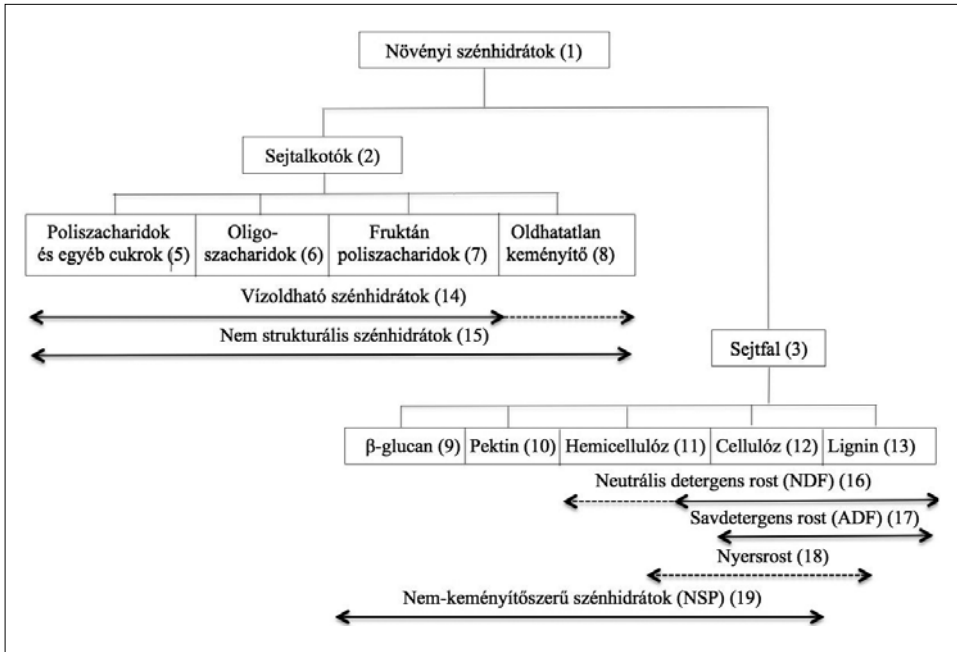 Növényi szénhidrátok (1)
Sejtalkotók (2)
Poliszacharidok
és egyéb cukrok (5)
Oligo-
szacharidok (6)
Fruktán
poliszacharidok (7)
Oldhatatlan
keményítő (8)
Vízoldható szénhidrátok (14)
Nem strukturális szénhidrátok (15)
Sejtfal (3)
β-glucan (9)
Pektin (10)
Hemicellulóz (11)
Cellulóz (12)
Lignin (13)
Neutrális detergens rost (NDF) (16)
Savdetergens rost (ADF) (17)
Nyersrost (18)
Nem-keményítőszerű szénhidrátok (NSP) (19)